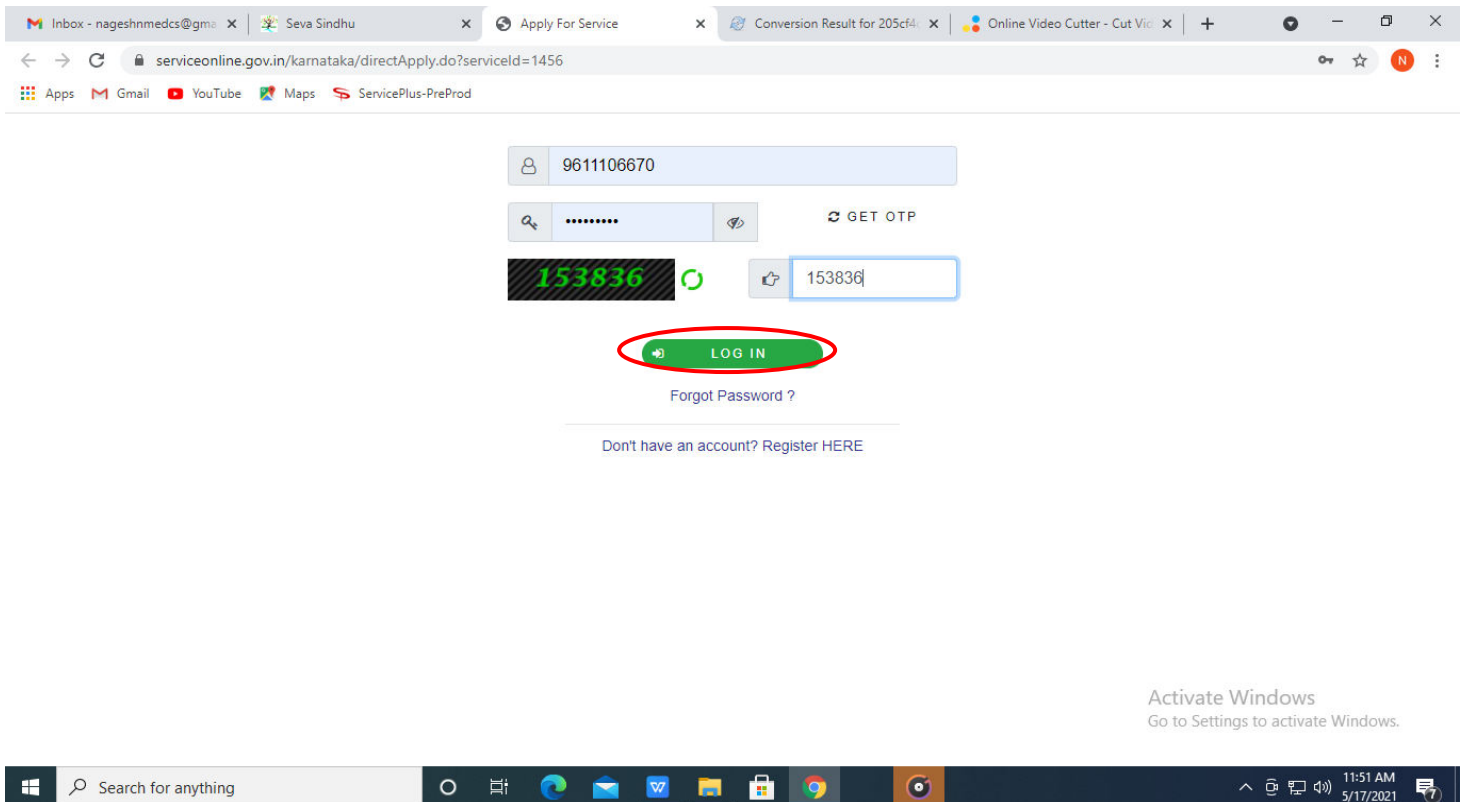 Inbox - nageshnmedcs@gma
Seva Sindhu
Apply For Service
Conversion Result for 205cf4
Online Video Cutter - Cut Vid
serviceonline.gov.in/karnataka/directApply.do?serviceId=1456
N
Apps
Gmail
YouTube
Maps
ServicePlus-PreProd
9611106670
•••••••••
GET OTP
153836
153836
LOG IN
Forgot Password ?
Don't have an account? Register HERE
Activate Windows
Go to Settings to activate Windows.
Search for anything
W
11:51 AM
5/17/2021
7